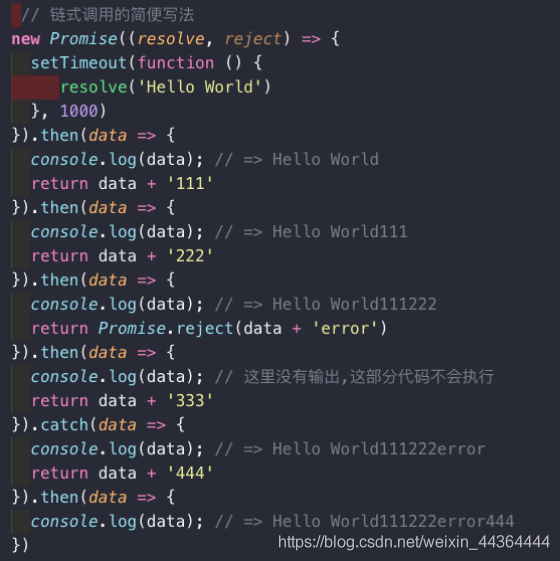 // 链式调用的简便写法
new Promise((resolve, reject) => {
  setTimeout(function () {
     resolve('Hello World')
  }, 1000)
}).then(data => {
  console.log(data); // => Hello World
  return data + '111'
}).then(data => {
  console.log(data); // => Hello World111
  return data + '222'
}).then(data => {
  console.log(data); // => Hello World111222
  return Promise.reject(data + 'error')
}).then(data => {
  console.log(data); // 这里没有输出,这部分代码不会执行
  return data + '333'
}).catch(data => {
  console.log(data); // => Hello World111222error
  return data + '444'
}).then(data => {
  console.log(data); // => Hello World111222error444
})
https://blog.csdn.net/weixin_44364444